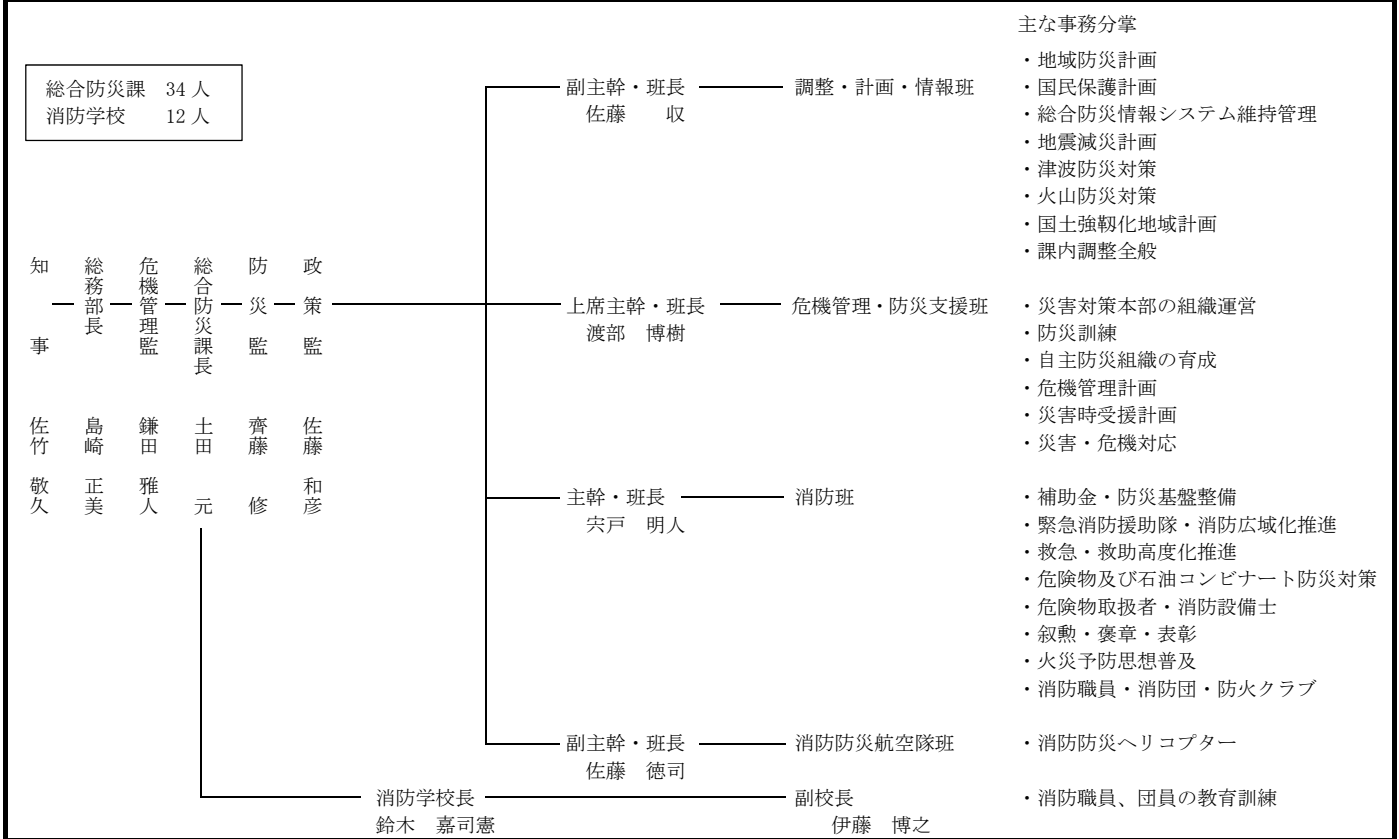 主な事務分掌
総合防災課 34人
消防学校 12人
知事 佐竹 敬久
総務部長 島崎 正美
危機管理監 鎌田 雅人
総合防災課長 土田 元
防災監 齊藤 修
政策監 佐藤 和彦
副主幹・班長
佐藤 収
調整・計画・情報班
・地域防災計画
・国民保護計画
・総合防災情報システム維持管理
・地震減災計画
・津波防災対策
・火山防災対策
・国土強靱化地域計画
・課内調整全般
上席主幹・班長
渡部 博樹
危機管理・防災支援班
・災害対策本部の組織運営
・防災訓練
・自主防災組織の育成
・危機管理計画
・災害時受援計画
・災害・危機対応
主幹・班長
宍戸 明人
消防班
・補助金・防災基盤整備
・緊急消防援助隊・消防広域化推進
・救急・救助高度化推進
・危険物及び石油コンビナート防災対策
・危険物取扱者・消防設備士
・叙勲・褒章・表彰
・火災予防思想普及
・消防職員・消防団・防火クラブ
副主幹・班長
佐藤 徳司
消防防災航空隊班
・消防防災ヘリコプター
消防学校長
鈴木 嘉司憲
副校長
伊藤 博之
・消防職員、団員の教育訓練